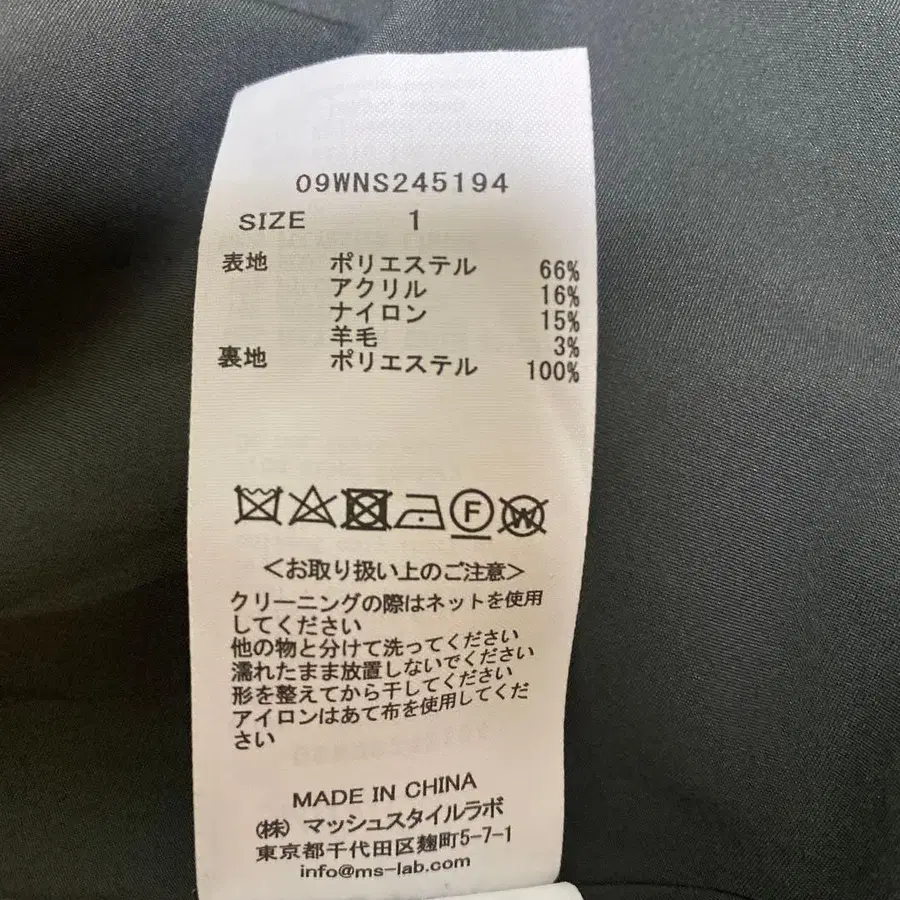 09WNS245194
SIZE 1
表地 ポリエステル 66%
アクリル 16%
ナイロン 15%
羊毛 3%
裏地 ポリエステル 100%
F W
<お取り扱い上のご注意>
クリーニングの際はネットを使用
してください
他の物と分けて洗ってください
濡れたまま放置しないでください
形を整えてから干してください
アイロンはあて布を使用してくだ
さい
MADE IN CHINA
(株) マッシュスタイルラボ
東京都千代田区麹町5-7-1
info@ms-lab.com